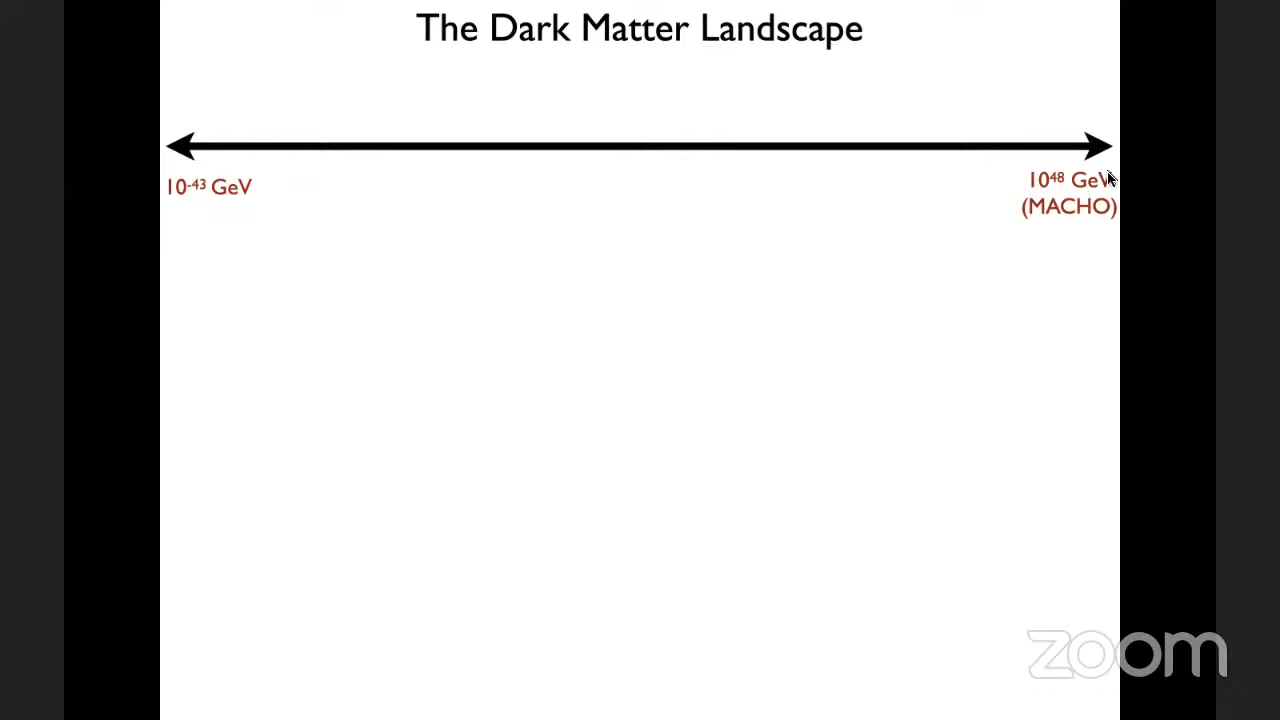 The Dark Matter Landscape
10-43 GeV
1048 GeV
(MACHO)
zoom